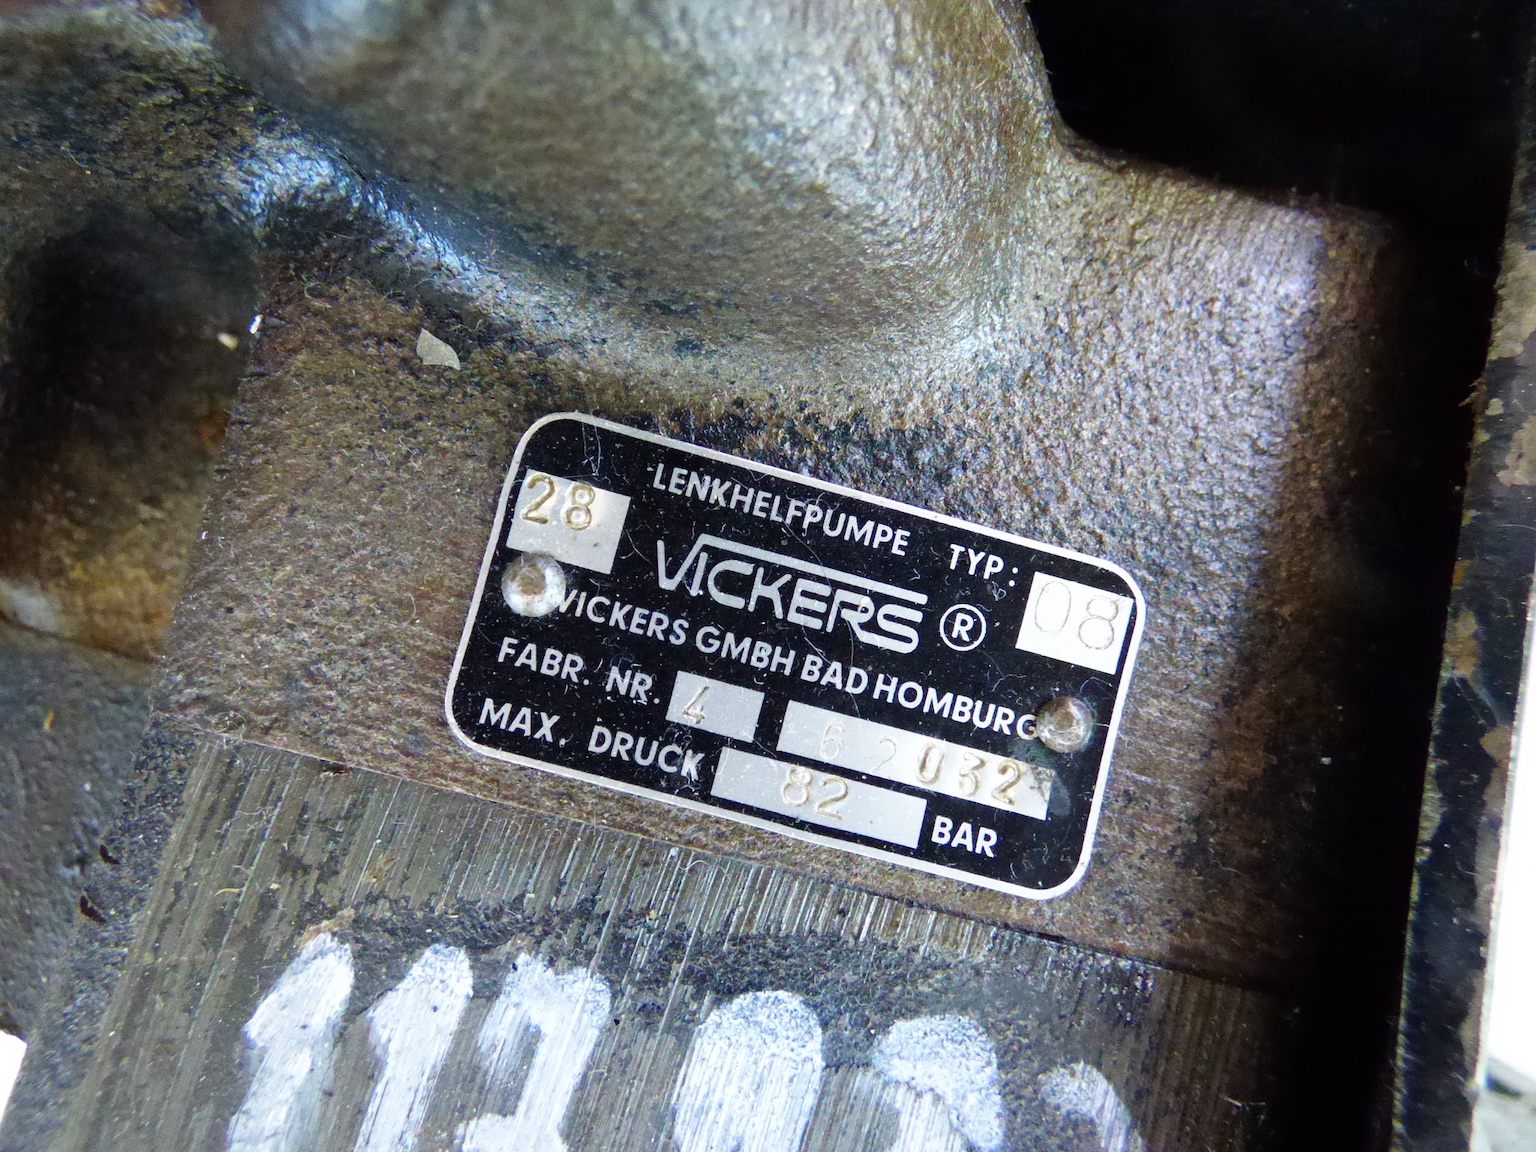 28 LENKHELFPUMPE TYP: 08
VICKERS ®
VICKERS GMBH BAD HOMBURG
FABR. NR. 4 62032
MAX. DRUCK 82 BAR